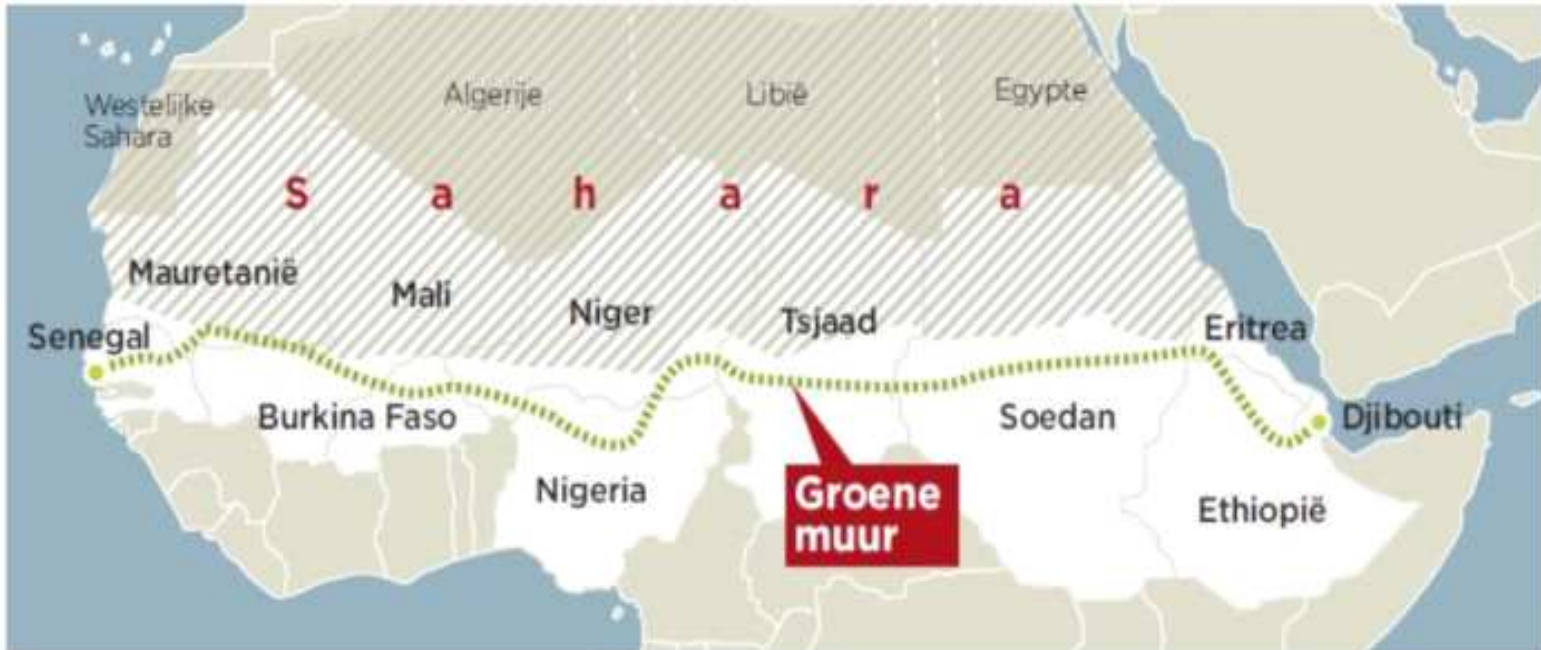 Westelijke
Sahara
Algerije
Libië
Egypte
S a h a r a
Mauretanië
Mali
Niger
Tsjaad
Eritrea
Senegal
Burkina Faso
Soedan
Djibouti
Nigeria
Groene
muur
Ethiopië